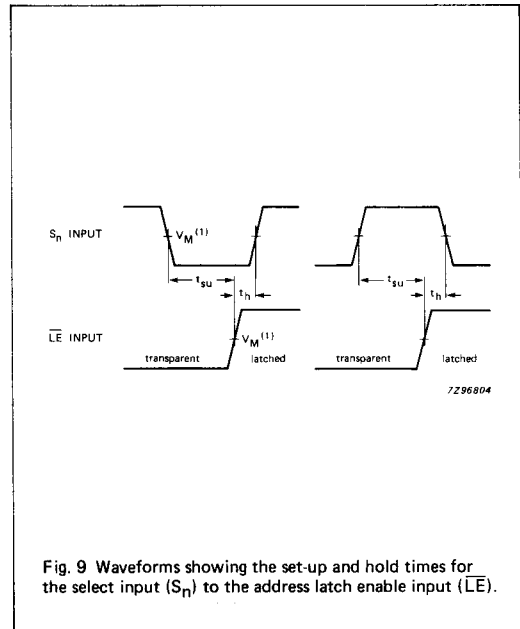 Sn INPUT
VM(1)
tsu
th
tsu
th
LE INPUT
VM(1)
transparent
latched
transparent
latched
7Z96804
Fig. 9 Waveforms showing the set-up and hold times for
the select input (Sn) to the address latch enable input (LE).